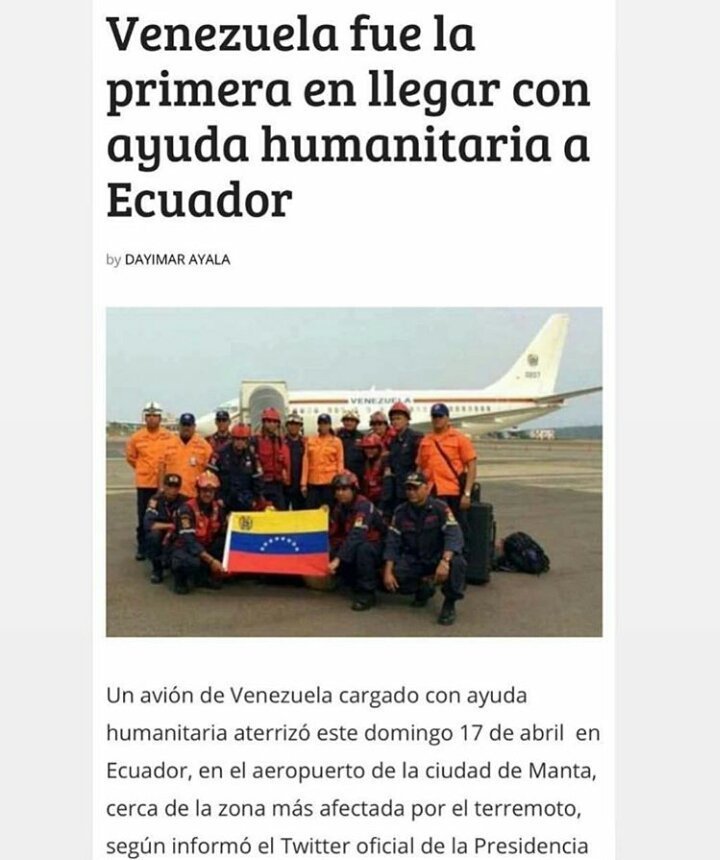 Venezuela fue la
primera en llegar con
ayuda humanitaria a
Ecuador
by DAYIMAR AYALA
VENEZUELA
0207
Un avión de Venezuela cargado con ayuda
humanitaria aterrizó este domingo 17 de abril en
Ecuador, en el aeropuerto de la ciudad de Manta,
cerca de la zona más afectada por el terremoto,
según informó el Twitter oficial de la Presidencia